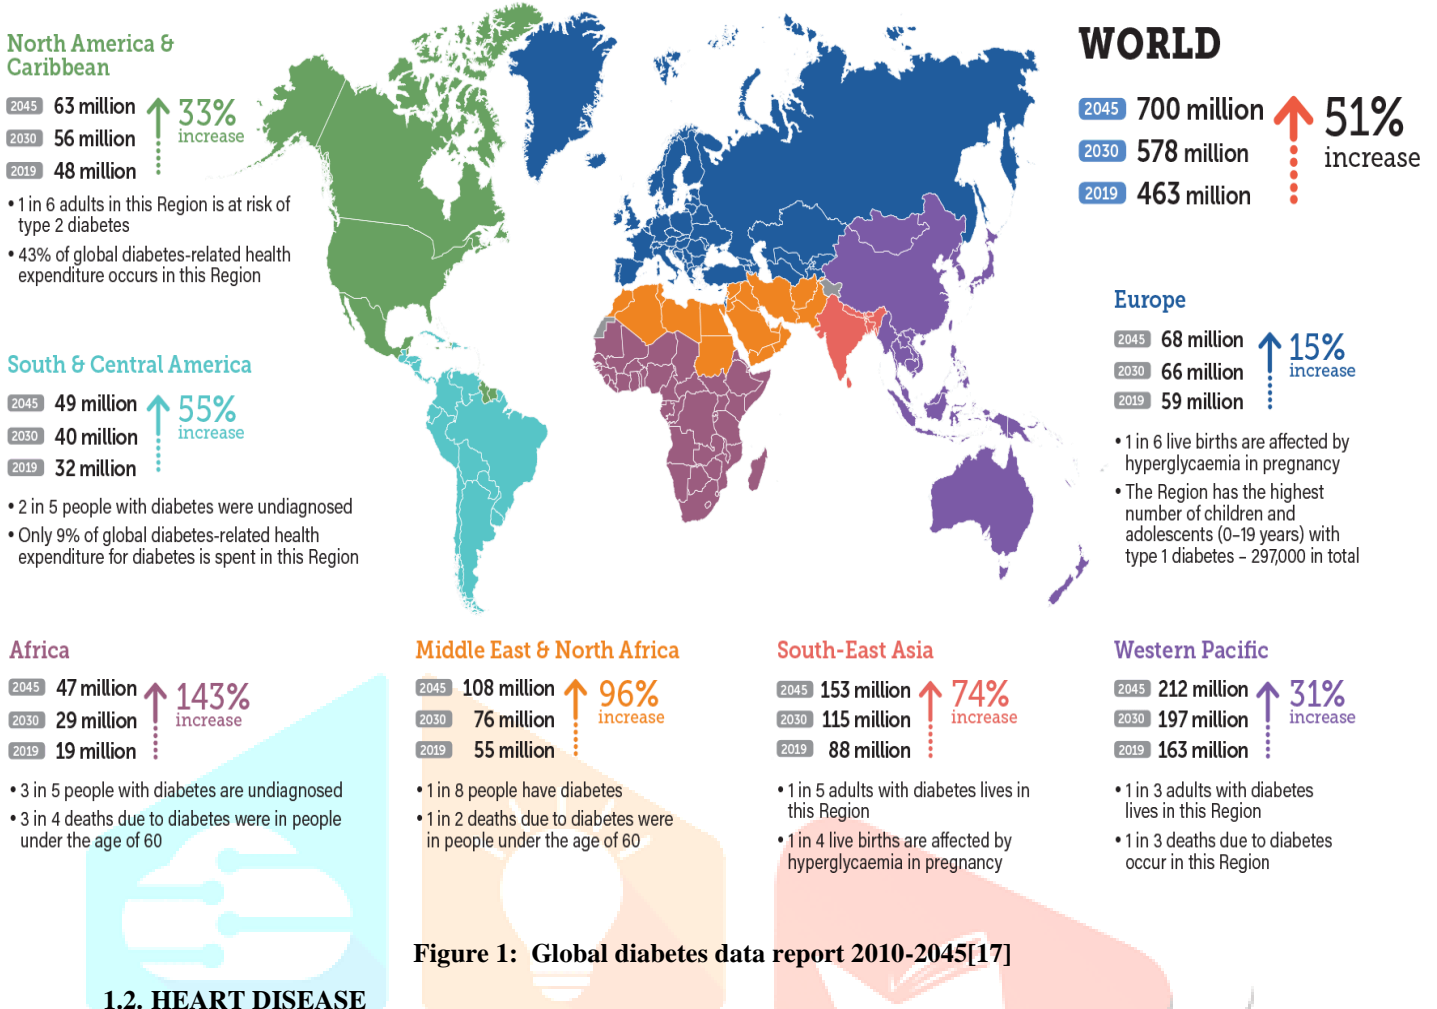 North America &
Caribbean
2045 63 million
2030 56 million
2019 48 million
33%
increase
• 1 in 6 adults in this Region is at risk of
type 2 diabetes
• 43% of global diabetes-related health
expenditure occurs in this Region
WORLD
2045 700 million
2030 578 million
2019 463 million
51%
increase
South & Central America
2045 49 million
2030 40 million
2019 32 million
55%
increase
• 2 in 5 people with diabetes were undiagnosed
• Only 9% of global diabetes-related health
expenditure for diabetes is spent in this Region
Europe
2045 68 million
2030 66 million
2019 59 million
15%
increase
• 1 in 6 live births are affected by
hyperglycaemia in pregnancy
• The Region has the highest
number of children and
adolescents (0–19 years) with
type 1 diabetes – 297,000 in total
Africa
2045 47 million
2030 29 million
2019 19 million
143%
increase
• 3 in 5 people with diabetes are undiagnosed
• 3 in 4 deaths due to diabetes were in people
under the age of 60
Middle East & North Africa
2045 108 million
2030 76 million
2019 55 million
96%
increase
• 1 in 8 people have diabetes
• 1 in 2 deaths due to diabetes were
in people under the age of 60
South-East Asia
2045 153 million
2030 115 million
2019 88 million
74%
increase
• 1 in 5 adults with diabetes lives in
this Region
• 1 in 4 live births are affected by
hyperglycaemia in pregnancy
Western Pacific
2045 212 million
2030 197 million
2019 163 million
31%
increase
• 1 in 3 adults with diabetes
lives in this Region
• 1 in 3 deaths due to diabetes
occur in this Region
Figure 1: Global diabetes data report 2010-2045[17]
1.2. HEART DISEASE